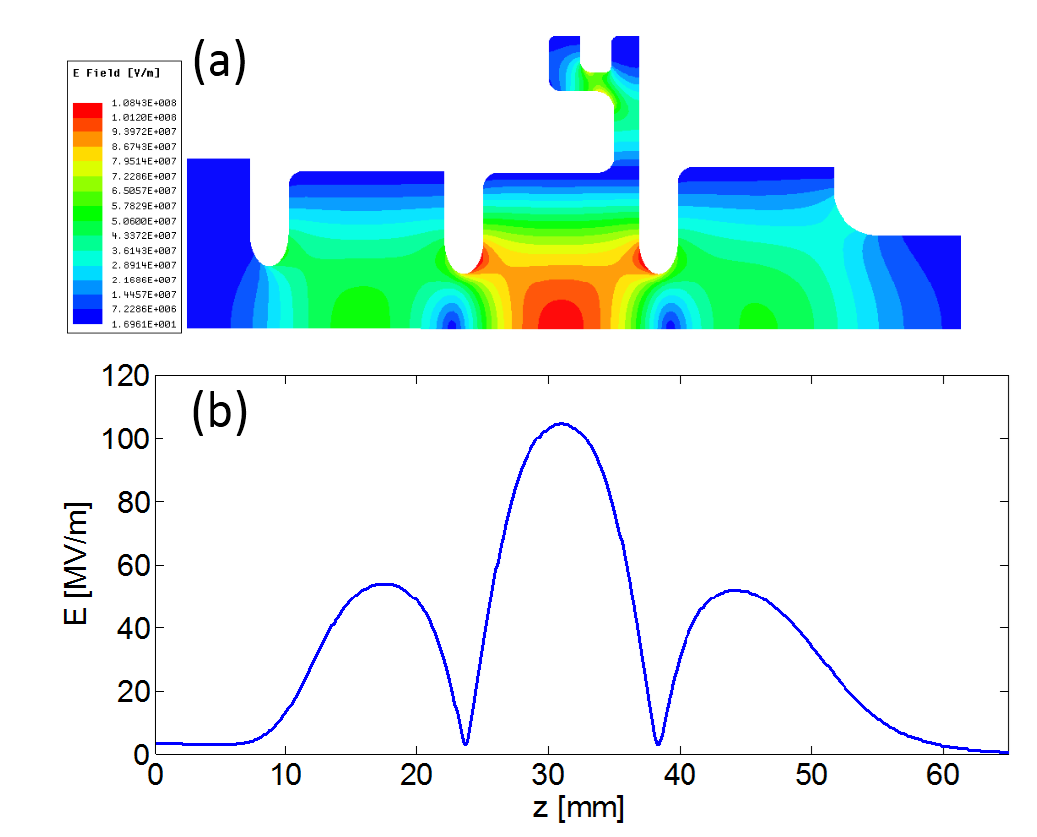 (a)
E Field [V/m]
1.0843E+008
1.0120E+008
9.3972E+007
8.6743E+007
7.9514E+007
7.2286E+007
6.5057E+007
5.7829E+007
5.0600E+007
4.3372E+007
3.6143E+007
2.8914E+007
2.1686E+007
1.4457E+007
7.2286E+006
1.6961E+001
(b)
120
100
80
60
40
20
0
E [MV/m]
0 10 20 30 40 50 60
z [mm]